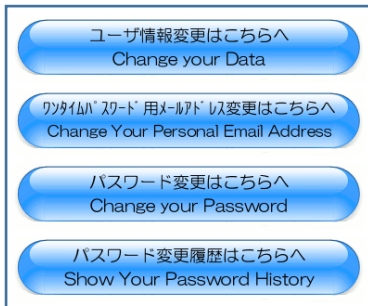 ユーザ情報変更はこちらへ
Change your Data
ﾜﾝﾀｲﾑﾊﾟｽﾜｰﾄﾞ用ﾒｰﾙｱﾄﾞﾚｽ変更はこちらへ
Change Your Personal Email Address
パスワード変更はこちらへ
Change your Password
パスワード変更履歴はこちらへ
Show Your Password History